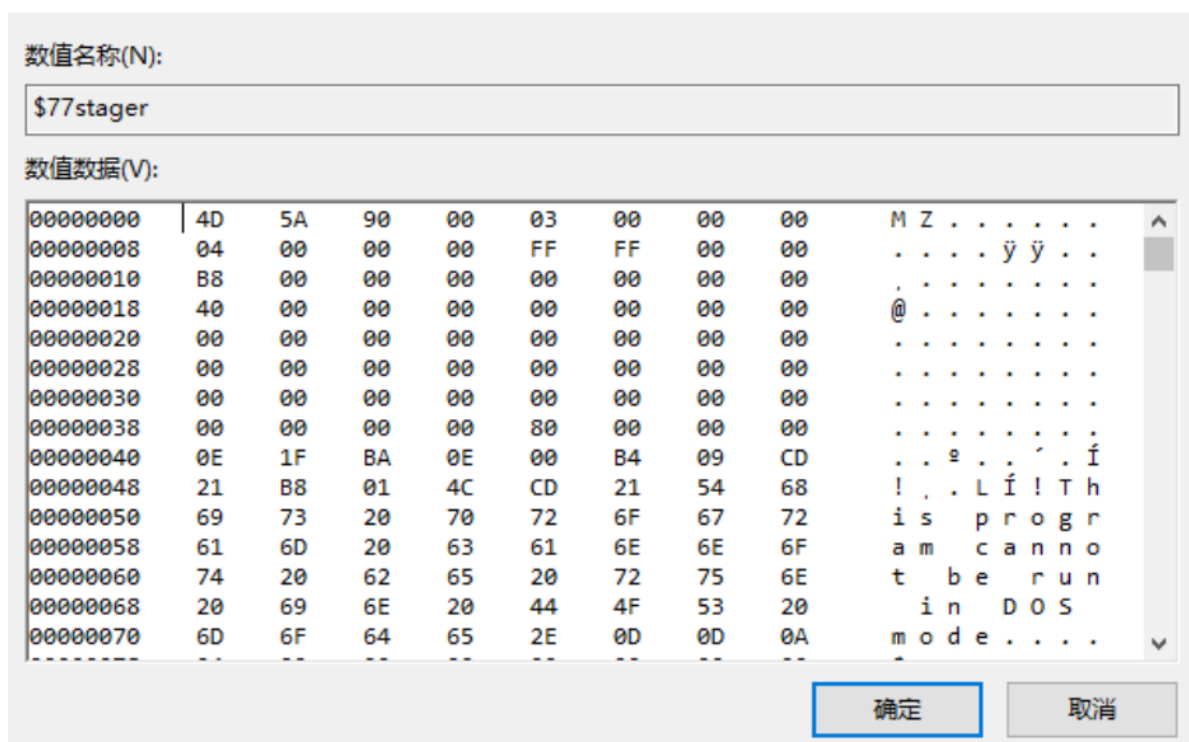 数值名称(N):
$77stager
数值数据(V):
00000000 4D 5A 90 00 03 00 00 00 M Z . . . . . .
00000008 04 00 00 00 FF FF 00 00 . . . . ÿ ÿ . .
00000010 B8 00 00 00 00 00 00 00 ¸ . . . . . . .
00000018 40 00 00 00 00 00 00 00 @ . . . . . . .
00000020 00 00 00 00 00 00 00 00 . . . . . . . .
00000028 00 00 00 00 00 00 00 00 . . . . . . . .
00000030 00 00 00 00 00 00 00 00 . . . . . . . .
00000038 00 00 00 00 80 00 00 00 . . . . . . . .
00000040 0E 1F BA 0E 00 B4 09 CD . . º . . ´ . Í
00000048 21 B8 01 4C CD 21 54 68 ! ¸ . L Í ! T h
00000050 69 73 20 70 72 6F 67 72 i s   p r o g r
00000058 61 6D 20 63 61 6E 6E 6F a m   c a n n o
00000060 74 20 62 65 20 72 75 6E t   b e   r u n
00000068 20 69 6E 20 44 4F 53 20   i n   D O S
00000070 6D 6F 64 65 2E 0D 0D 0A m o d e . . . .
确定 取消